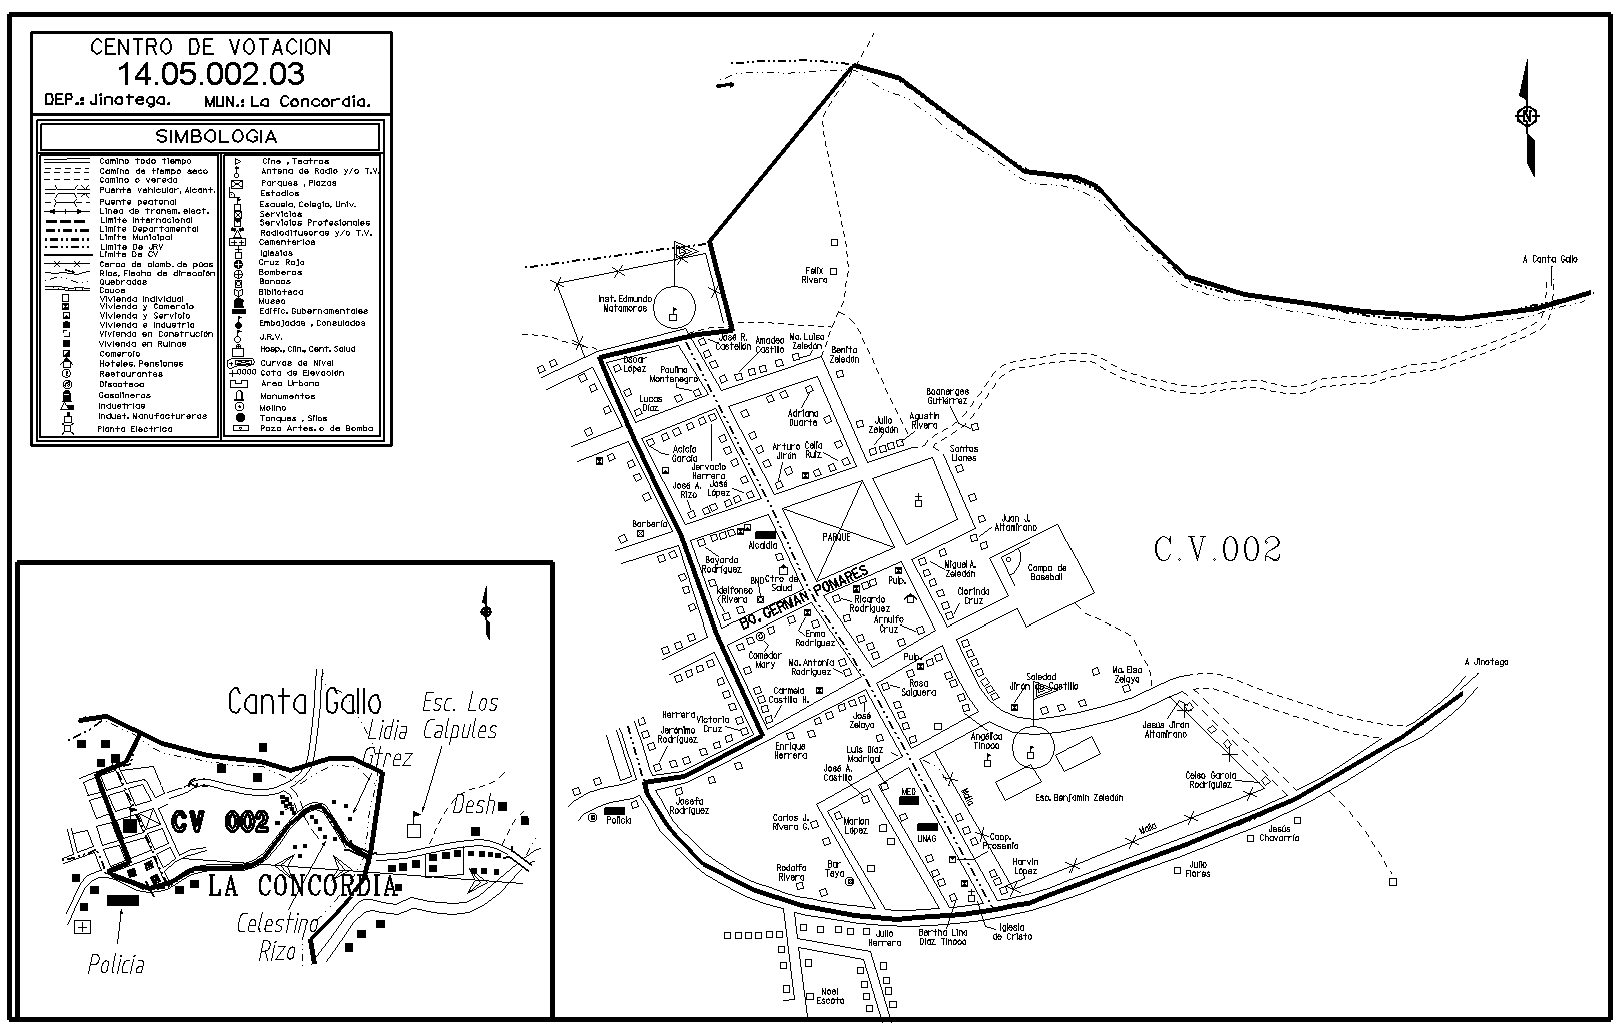 CENTRO DE VOTACION
14.05.002.03
DEP.: Jinotega. MUN.: La Concordia.
SIMBOLOGIA
Camino todo tiempo
Camino de tiempo seco
Camino o vereda
Puente vehicular, Alcant.
Puente peatonal
Linea de transm. elect.
Limite Internacional
Limite Departamental
Limite Municipal
Limite De JRV
Limite De CV
Cerca de alamb. de púas
Rios, Flecha de dirección
Quebradas
Cauce
Vivienda Individual
Vivienda y Comercio
Vivienda y Servicio
Vivienda e Industria
Vivienda en Construcción
Vivienda en Ruinas
Comercio
Hoteles, Pensiones
Restaurantes
Discoteca
Gasolineras
Industrias
Indust. Manufactureras
Planta Electrica
Cine , Teatros
Antena de Radio y/o T.V.
Parques , Plazas
Estadios
Escuela, Colegio, Univ.
Servicios
Servicios Profesionales
Radiodifusoras y/o T.V.
Cementerios
Iglesias
Cruz Roja
Bomberos
Bancos
Biblioteca
Museo
Edific. Gubernamentales
Embajadas , Consulados
J.R.V.
Hosp., Clin., Cent. Salud
Curvas de Nivel
Cota de Elevación
Area Urbana
Monumentos
Molino
Tanques , Silos
Pozo Artes. o de Bomba
N
A Canta Gallo
Felix
Rivera
Inst. Edmundo
Matamoros
José R.
Castellón
Amadeo
Castillo
Ma. Luisa
Zeledón
Benita
Zeledón
Oscar
López
Paulina
Montenegro
Lucas
Díaz
Adriana
Duarte
Julio
Zeledón
Agustín
Rivera
Boanerges
Gutiérrez
Santos
Llanes
Acicio
García
Jervacio
Herrera
Arturo
Jirón
Celia
Ruiz
José A.
Rizo
José
López
Barbería
Alcaldía
PARQUE
Juan J.
Altamirano
C.V.002
Bayardo
Rodríguez
Ildelfonso
Rivera
BND
Ctro de
Salud
BO. GERMAN POMARES
Pulp.
Miguel A.
Zeledón
Campo de
Baseball
Clorinda
Cruz
Ricardo
Rodríguez
Arnulfo
Cruz
Enma
Rodríguez
Comedor
Mary
Ma. Antonia
Rodríguez
Pulp.
Rosa
Salguera
Carmela
Castillo H.
Soledad
Jirón de Castillo
Ma. Elsa
Zelaya
A Jinotega
Herrera
Jerónimo
Rodríguez
Victoria
Cruz
José
Zelaya
Angélica
Tinoco
Jesús Jirón
Altamirano
Enrique
Herrera
Luis Díaz
Madrigal
José A.
Castillo
Celso García
Rodríguez
Esc. Benjamin Zeledón
Malla
Malla
Josefa
Rodríguez
Policía
MED
UNAG
Carlos J.
Rivera G.
Marlon
López
Coop.
Prosemia
Jesús
Chavarría
Julio
Flores
Harvin
López
Rodolfo
Rivera
Bar
Taya
Julio
Herrera
Bertha Lina
Díaz Tinoco
Iglesia
de Cristo
Noel
Escoto
Canta Gallo
Lidia
Otrez
Esc. Los
Calpules
Desh
CV 002
LA CONCORDIA
Celestino
Rizo
Policía